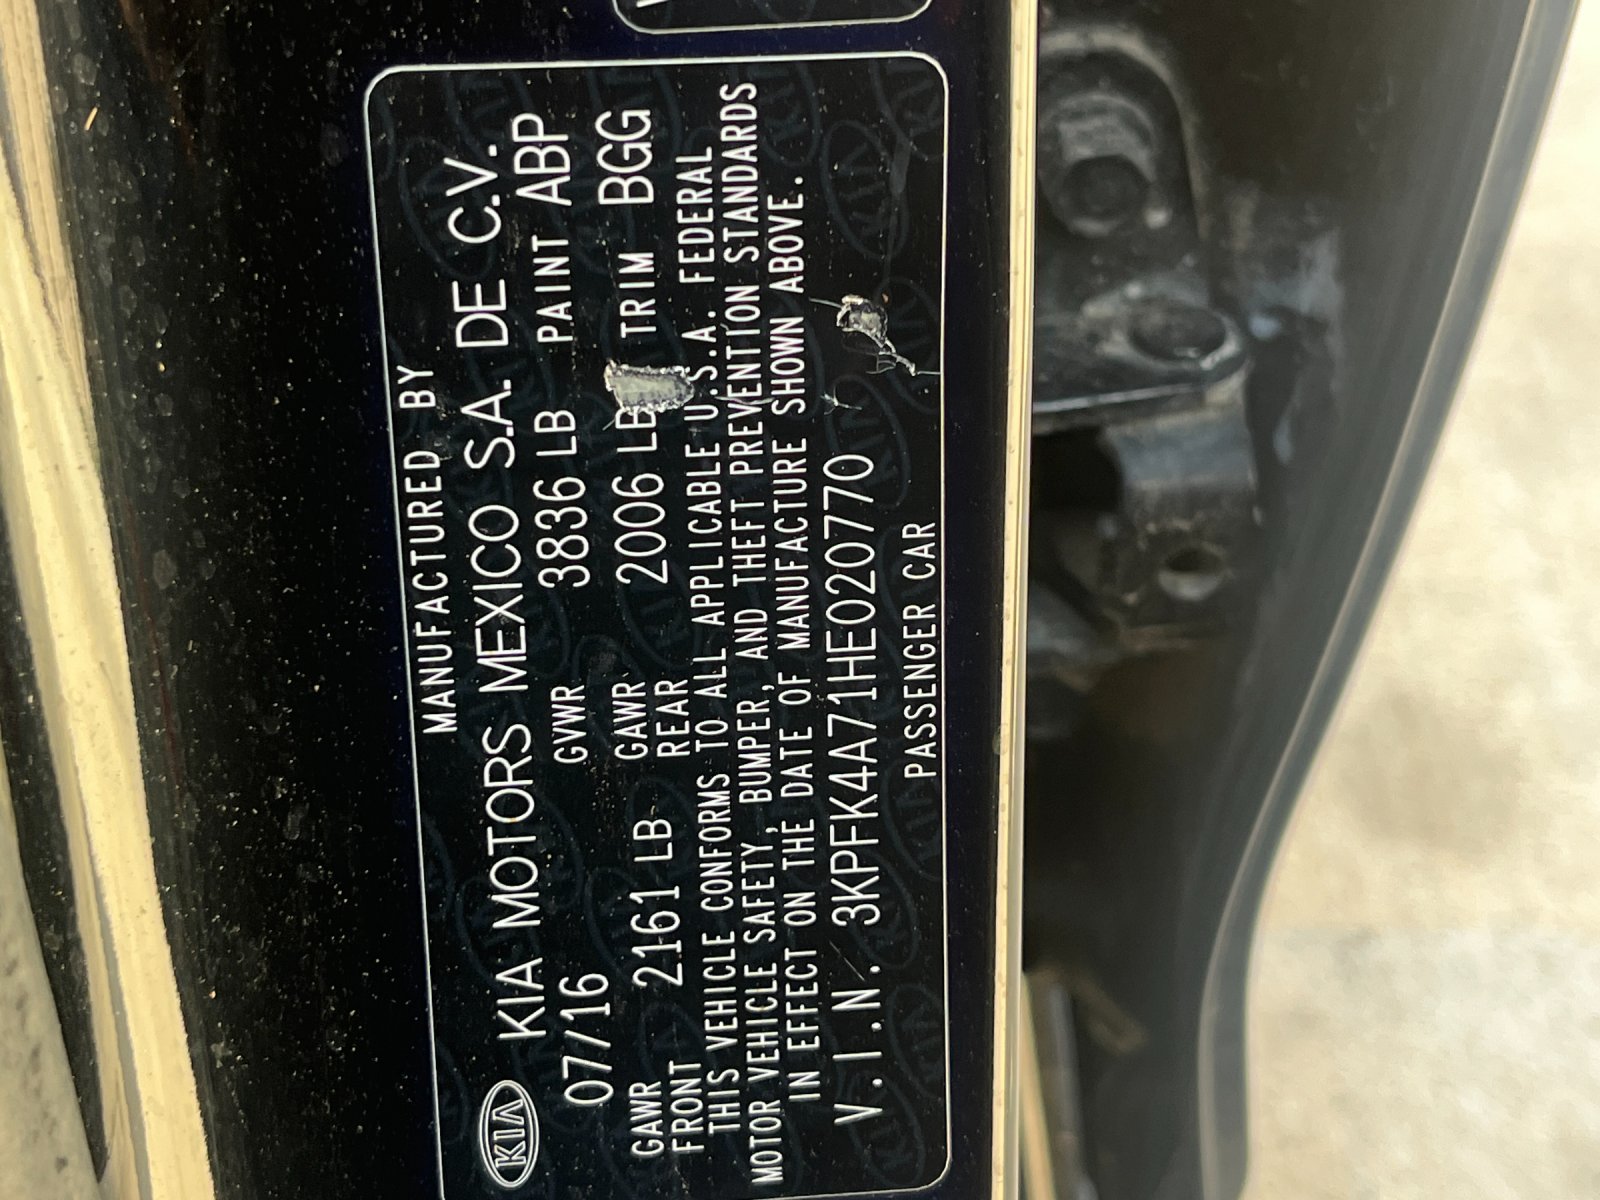 MANUFACTURED BY
KIA KIA MOTORS MEXICO S.A. DE C.V.
07/16 GVWR 3836 LB PAINT ABP
GAWR FRONT 2161 LB GAWR REAR 2006 LB TRIM BGG
THIS VEHICLE CONFORMS TO ALL APPLICABLE U.S.A. FEDERAL
MOTOR VEHICLE SAFETY, BUMPER, AND THEFT PREVENTION STANDARDS
IN EFFECT ON THE DATE OF MANUFACTURE SHOWN ABOVE.
V.I.N. 3KPFK4A71HE020770
PASSENGER CAR